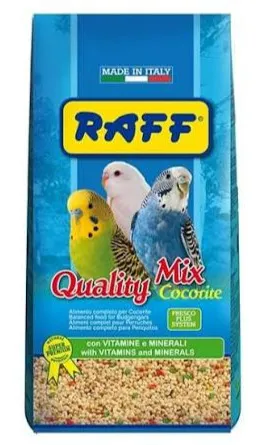 MADE IN ITALY
RAFF®
Quality Mix
Cocorite
Alimento completo per Cocorite
Balanced food for Budgerigars
Aliment complet pour Perruches
Alimento completo para Periquitos
FRESCO
PLUS
SYSTEM
con VITAMINE e MINERALI
with VITAMINS and MINERALS
SUPER
PREMIUM